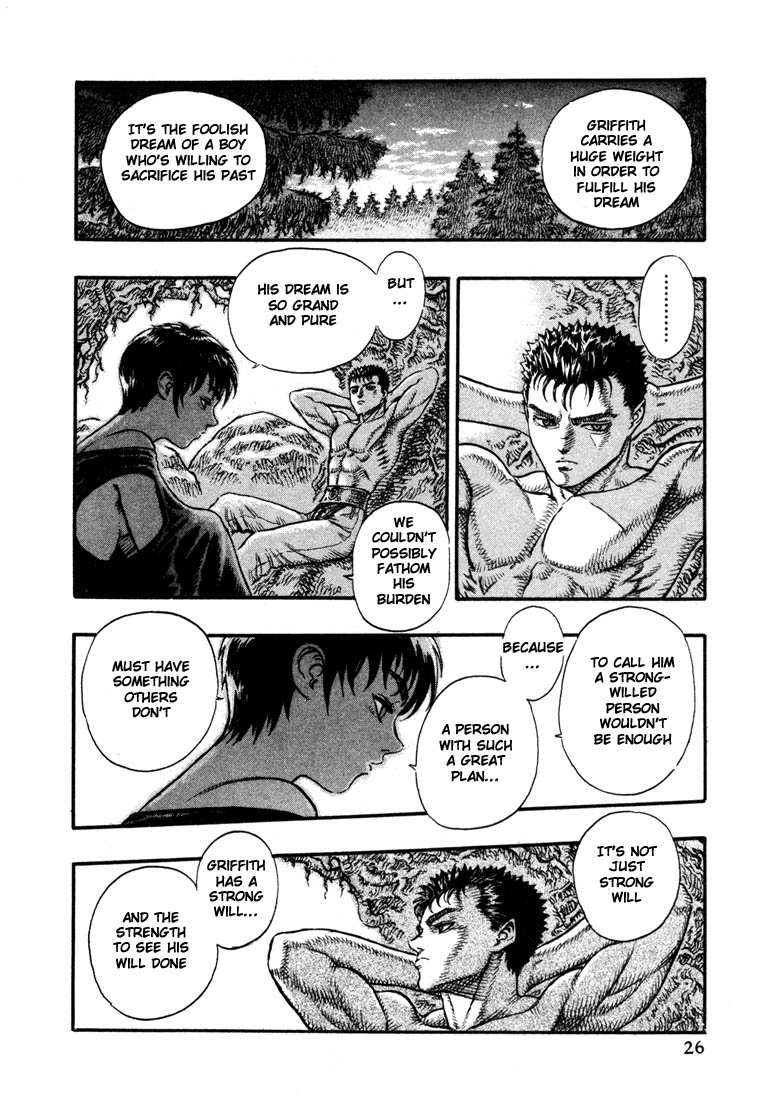 GRIFFITH
CARRIES A
HUGE WEIGHT
IN ORDER TO
FULFILL HIS
DREAM
IT'S THE FOOLISH
DREAM OF A BOY
WHO'S WILLING TO
SACRIFICE HIS PAST
..........
BUT
...
HIS DREAM IS
SO GRAND
AND PURE
WE
COULDN'T
POSSIBLY
FATHOM
HIS
BURDEN
TO CALL HIM
A STRONG-
WILLED
PERSON
WOULDN'T
BE ENOUGH
BECAUSE
...
A PERSON
WITH SUCH
A GREAT
PLAN...
MUST HAVE
SOMETHING
OTHERS
DON'T
IT'S NOT
JUST
STRONG
WILL
GRIFFITH
HAS A
STRONG
WILL...
AND THE
STRENGTH
TO SEE HIS
WILL DONE
26